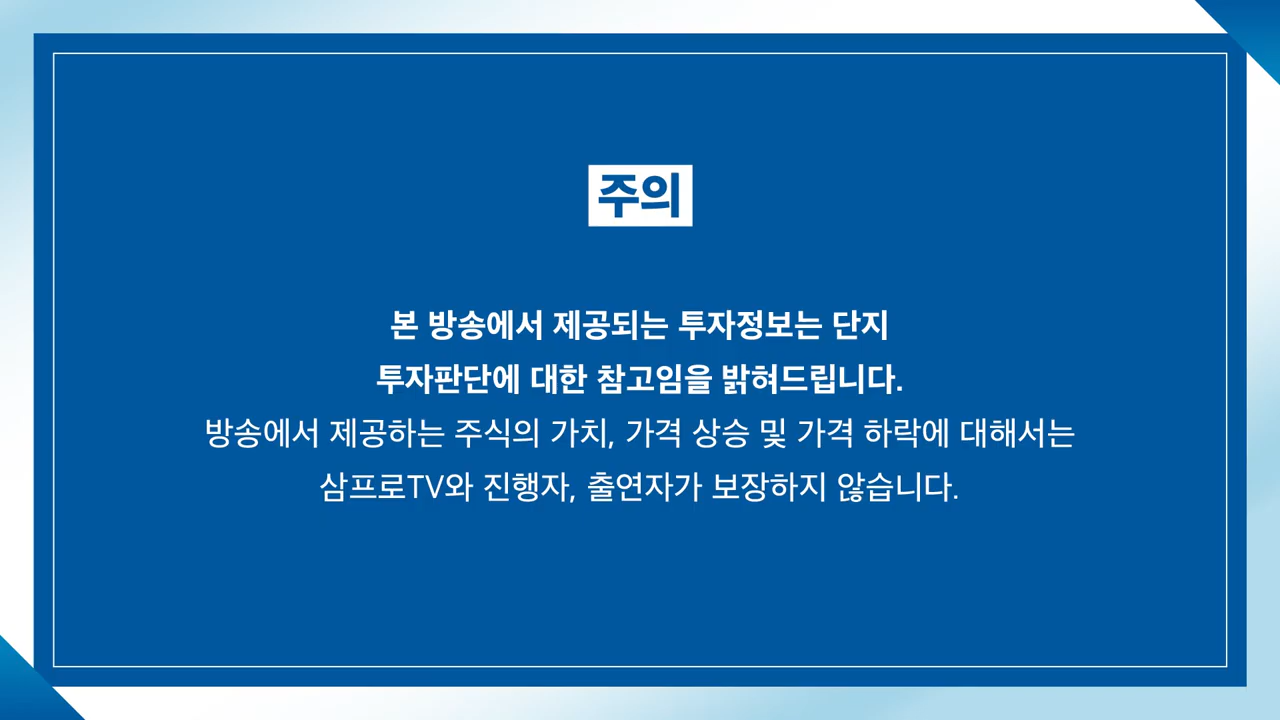 주의
본 방송에서 제공되는 투자정보는 단지
투자판단에 대한 참고임을 밝혀드립니다.
방송에서 제공하는 주식의 가치, 가격 상승 및 가격 하락에 대해서는
삼프로TV와 진행자, 출연자가 보장하지 않습니다.